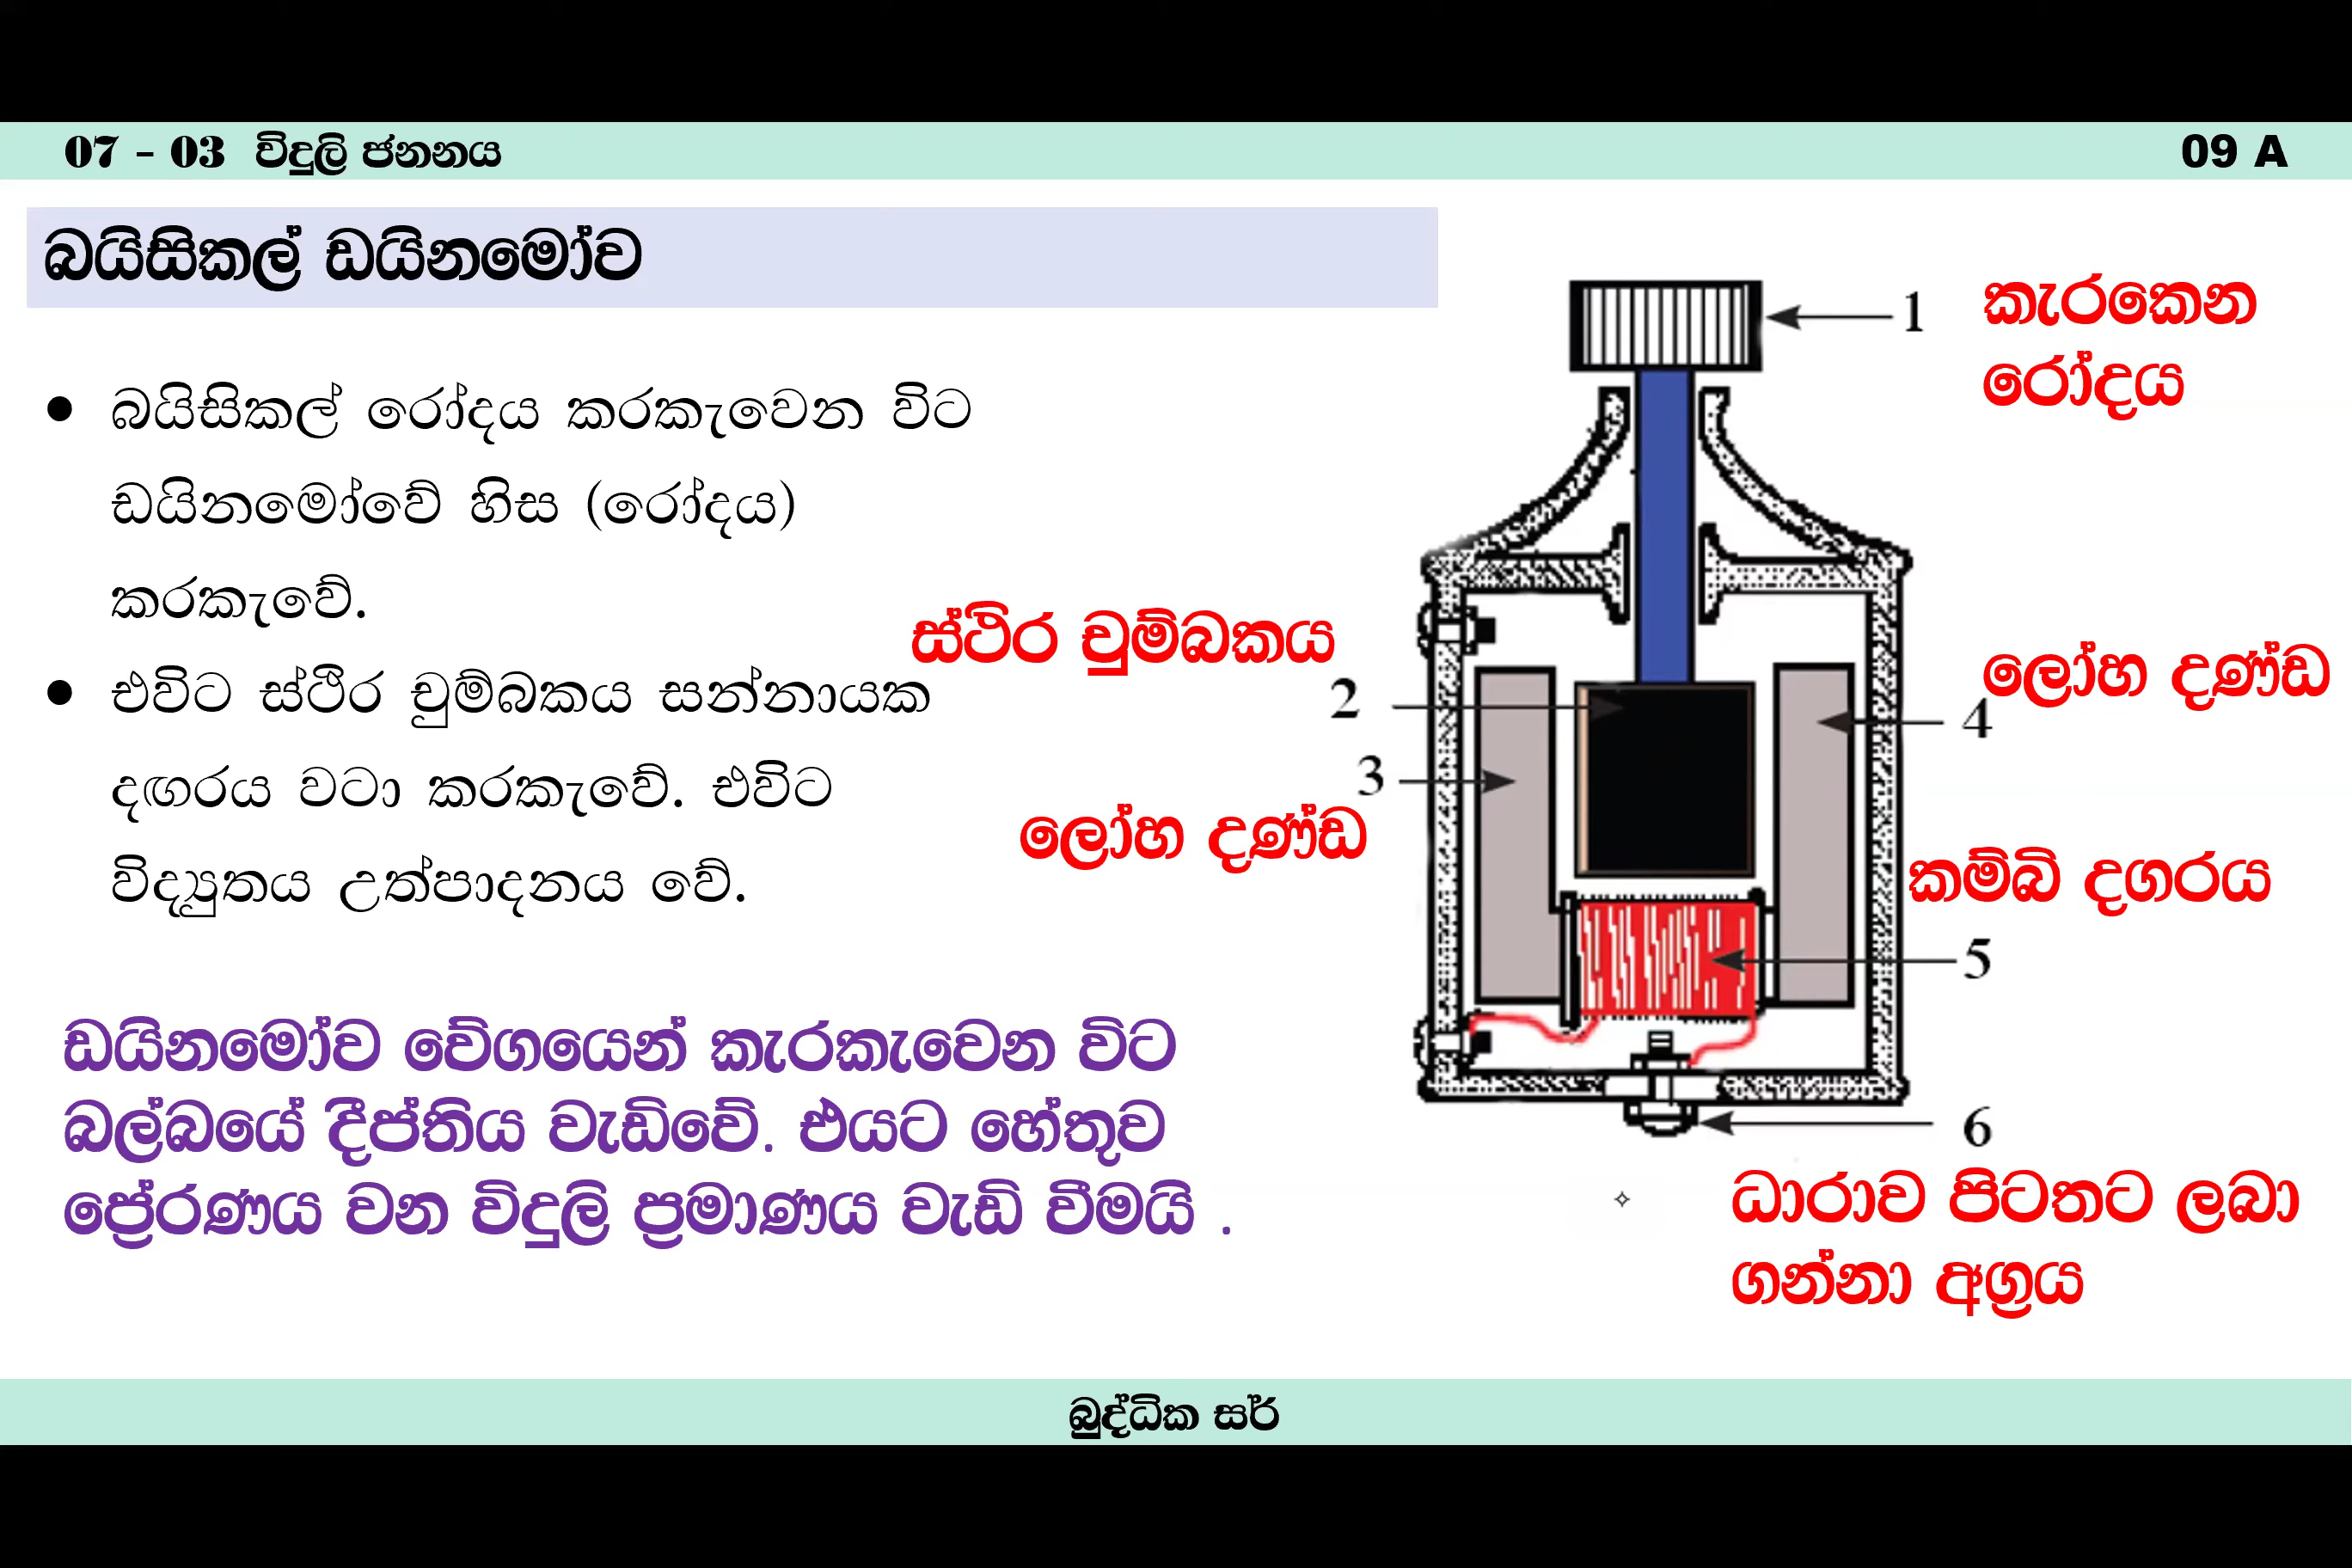 07 - 03 විදුලි ජනනය
09 A
බයිසිකල් ඩයිනමෝව
• බයිසිකල් රෝදය කරකැවෙන විට
ඩයිනමෝවේ හිස (රෝදය)
කරකැවේ.
• එවිට ස්ථිර චුම්බකය සන්නායක
දඟරය වටා කරකැවේ. එවිට
විද්‍යුතය උත්පාදනය වේ.
ඩයිනමෝව වේගයෙන් කැරකැවෙන විට
බල්බයේ දීප්තිය වැඩිවේ. එයට හේතුව
ප්‍රේරණය වන විදුලි ප්‍රමාණය වැඩි වීමයි .
1
කැරකෙන
රෝදය
ස්ථිර චුම්බකය
2
3
ලෝහ දණ්ඩ
ලෝහ දණ්ඩ
4
කම්බි දගරය
5
6
ධාරාව පිටතට ලබා
ගන්නා අග්‍රය
බුද්ධික සර්